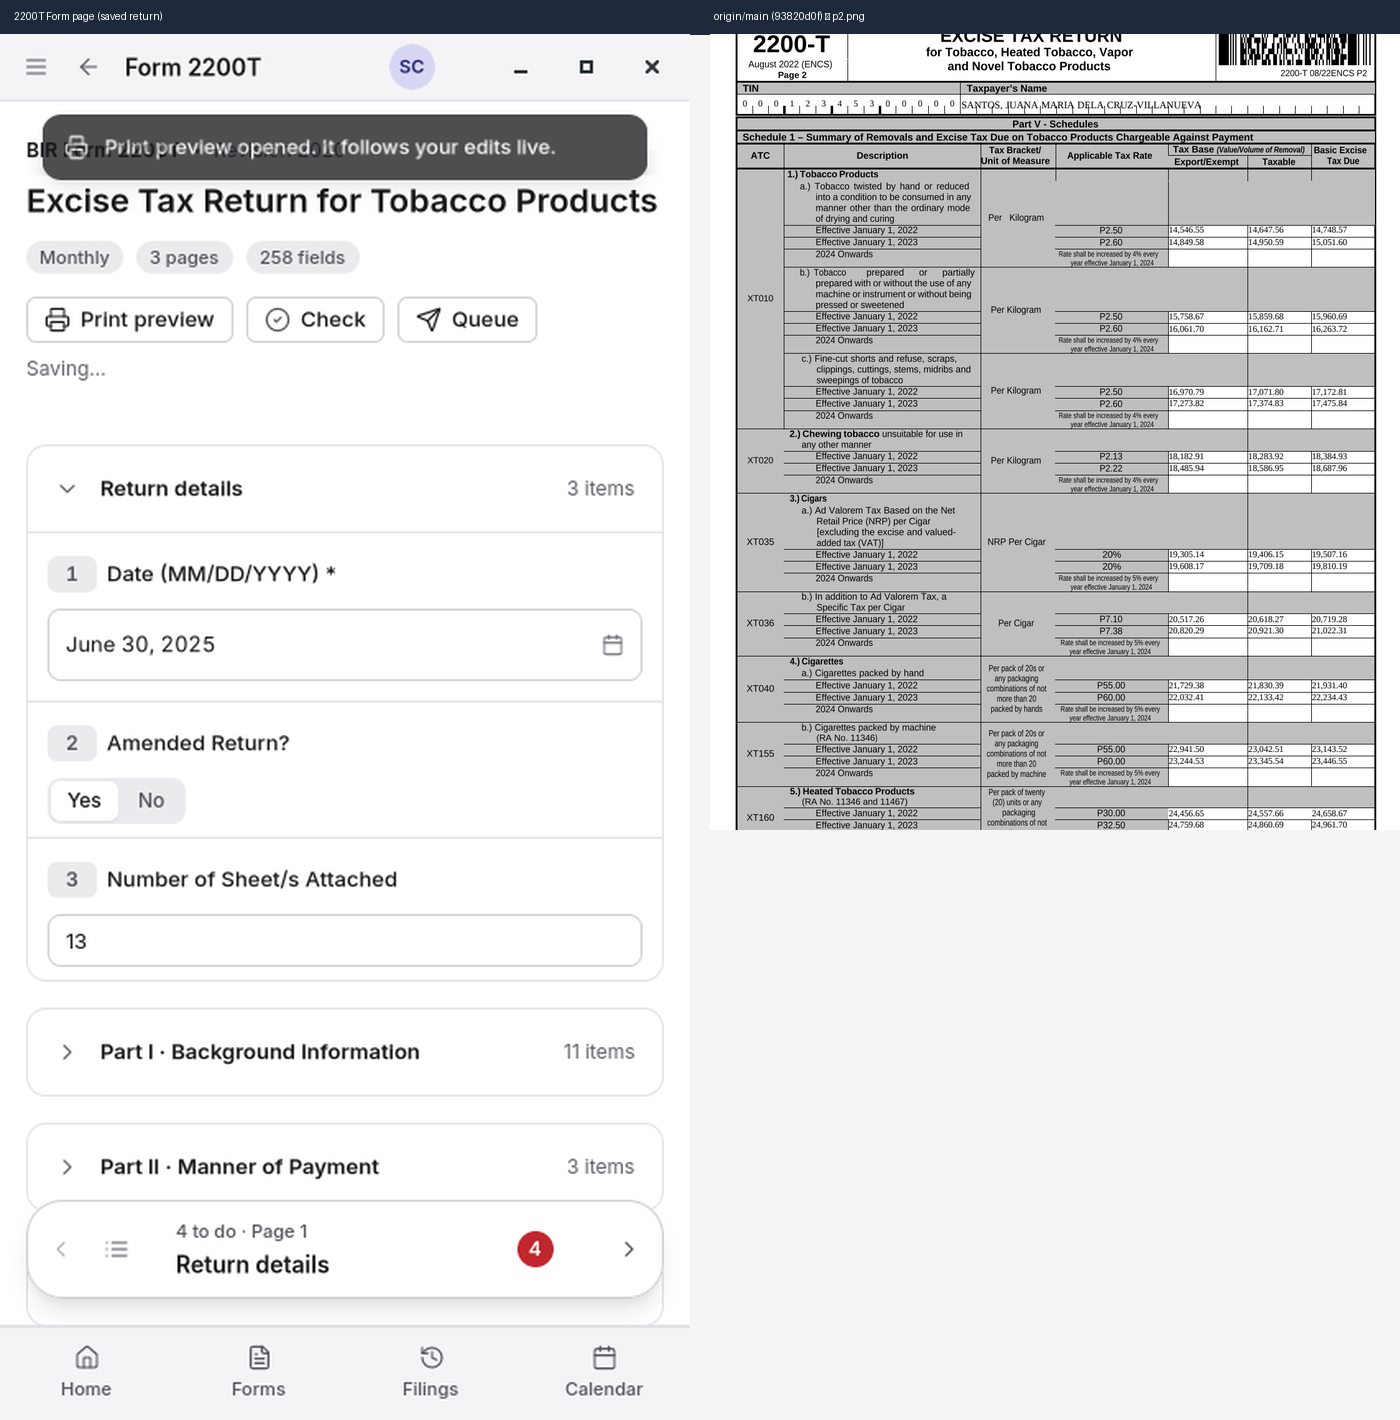 2200T Form page (saved return)
Form 2200T
SC
Print preview opened. It follows your edits live.
Excise Tax Return for Tobacco Products
Monthly
3 pages
258 fields
Print preview
Check
Queue
Saving...
Return details
3 items
1 Date (MM/DD/YYYY) *
June 30, 2025
2 Amended Return?
Yes No
3 Number of Sheet/s Attached
13
Part I · Background Information
11 items
Part II · Manner of Payment
3 items
4 to do · Page 1
Return details
4
Home
Forms
Filings
Calendar
origin/main (93820d0f) p2.png
2200-T
August 2022 (ENCS)
Page 2
EXCISE TAX RETURN
for Tobacco, Heated Tobacco, Vapor
and Novel Tobacco Products
2200-T 08/22ENCS P2
TIN Taxpayer's Name
0 0 0 1 2 3 4 5 3 0 0 0 0 0 SANTOS, JUANA MARIA DELA CRUZ-VILLANUEVA
Part V - Schedules
Schedule 1 – Summary of Removals and Excise Tax Due on Tobacco Products Chargeable Against Payment
ATC
Description
Tax Bracket/
Unit of Measure
Applicable Tax Rate
Tax Base (Value/Volume of Removal)
Export/Exempt Taxable
Basic Excise
Tax Due
XT010
1.) Tobacco Products
a.) Tobacco twisted by hand or reduced
into a condition to be consumed in any
manner other than the ordinary mode
of drying and curing
Per Kilogram
Effective January 1, 2022 P2.50 14,546.55 14,647.56 14,748.57
Effective January 1, 2023 P2.60 14,849.58 14,950.59 15,051.60
2024 Onwards Rate shall be increased by 4% every
year effective January 1, 2024
b.) Tobacco prepared or partially
prepared with or without the use of any
machine or instrument or without being
pressed or sweetened
Per Kilogram
Effective January 1, 2022 P2.50 15,758.67 15,859.68 15,960.69
Effective January 1, 2023 P2.60 16,061.70 16,162.71 16,263.72
2024 Onwards Rate shall be increased by 4% every
year effective January 1, 2024
c.) Fine-cut shorts and refuse, scraps,
clippings, cuttings, stems, midribs and
sweepings of tobacco
Per Kilogram
Effective January 1, 2022 P2.50 16,970.79 17,071.80 17,172.81
Effective January 1, 2023 P2.60 17,273.82 17,374.83 17,475.84
2024 Onwards Rate shall be increased by 4% every
year effective January 1, 2024
XT020
2.) Chewing tobacco unsuitable for use in
any other manner
Per Kilogram
Effective January 1, 2022 P2.13 18,182.91 18,283.92 18,384.93
Effective January 1, 2023 P2.22 18,485.94 18,586.95 18,687.96
2024 Onwards Rate shall be increased by 4% every
year effective January 1, 2024
XT035
3.) Cigars
a.) Ad Valorem Tax Based on the Net
Retail Price (NRP) per Cigar
[excluding the excise and valued-
added tax (VAT)]
NRP Per Cigar
Effective January 1, 2022 20% 19,305.14 19,406.15 19,507.16
Effective January 1, 2023 20% 19,608.17 19,709.18 19,810.19
2024 Onwards Rate shall be increased by 5% every
year effective January 1, 2024
XT036
b.) In addition to Ad Valorem Tax, a
Specific Tax per Cigar
Per Cigar
Effective January 1, 2022 P7.10 20,517.26 20,618.27 20,719.28
Effective January 1, 2023 P7.38 20,820.29 20,921.30 21,022.31
2024 Onwards Rate shall be increased by 5% every
year effective January 1, 2024
XT040
4.) Cigarettes
a.) Cigarettes packed by hand
Per pack of 20s or
any packaging
combinations of not
more than 20
packed by hands
Effective January 1, 2022 P55.00 21,729.38 21,830.39 21,931.40
Effective January 1, 2023 P60.00 22,032.41 22,133.42 22,234.43
2024 Onwards Rate shall be increased by 5% every
year effective January 1, 2024
XT155
b.) Cigarettes packed by machine
(RA No. 11346)
Per pack of 20s or
any packaging
combinations of not
more than 20
packed by machine
Effective January 1, 2022 P55.00 22,941.50 23,042.51 23,143.52
Effective January 1, 2023 P60.00 23,244.53 23,345.54 23,446.55
2024 Onwards Rate shall be increased by 5% every
year effective January 1, 2024
XT160
5.) Heated Tobacco Products
(RA No. 11346 and 11467)
Per pack of twenty
(20) units or any
packaging
combinations of not
Effective January 1, 2022 P30.00 24,456.65 24,557.66 24,658.67
Effective January 1, 2023 P32.50 24,759.68 24,860.69 24,961.70